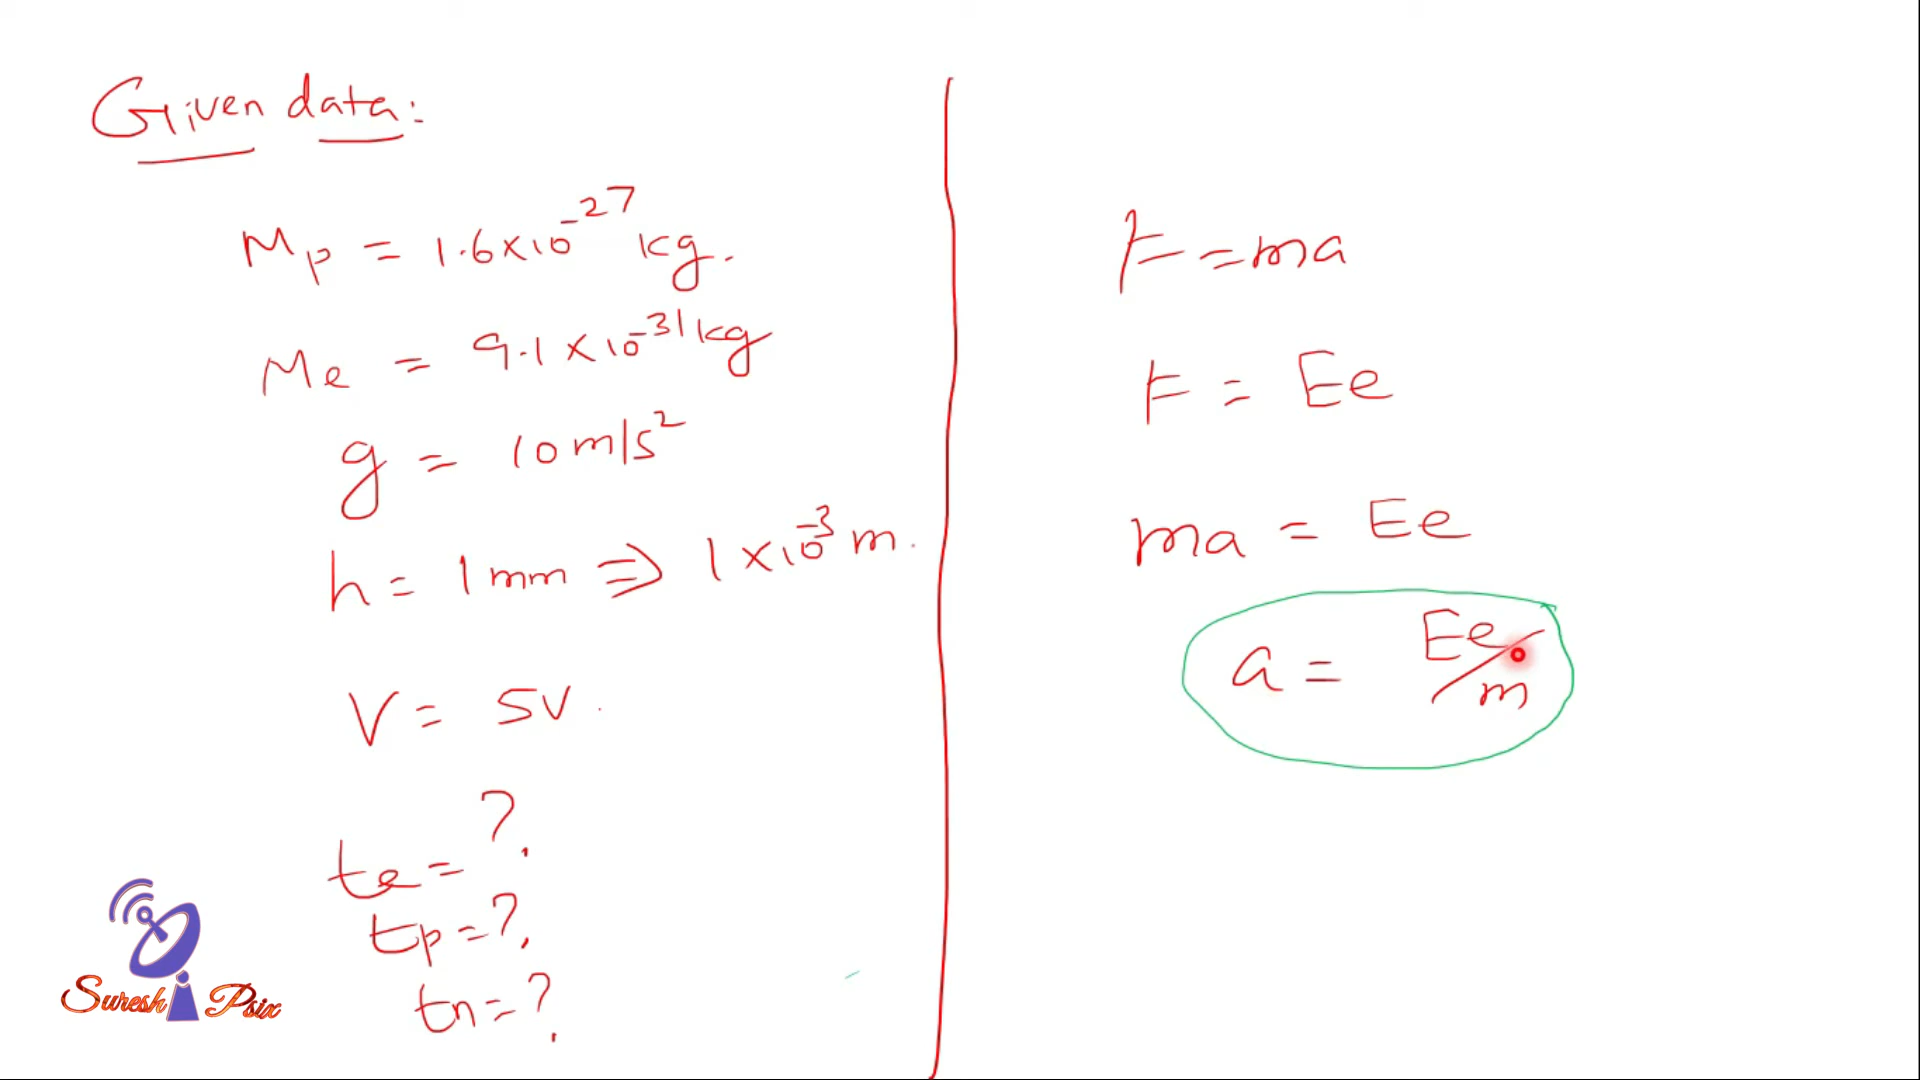 Given data:
Mp = 1.6×10⁻²⁷ kg.
Me = 9.1×10⁻³¹ kg
g = 10 m/s²
h = 1 mm ⇒ 1×10⁻³ m.
V = 5V.
te = ?.
tp = ?.
tn = ?.
Suresh Psix
F = ma
F = Ee
ma = Ee
a = Ee/m